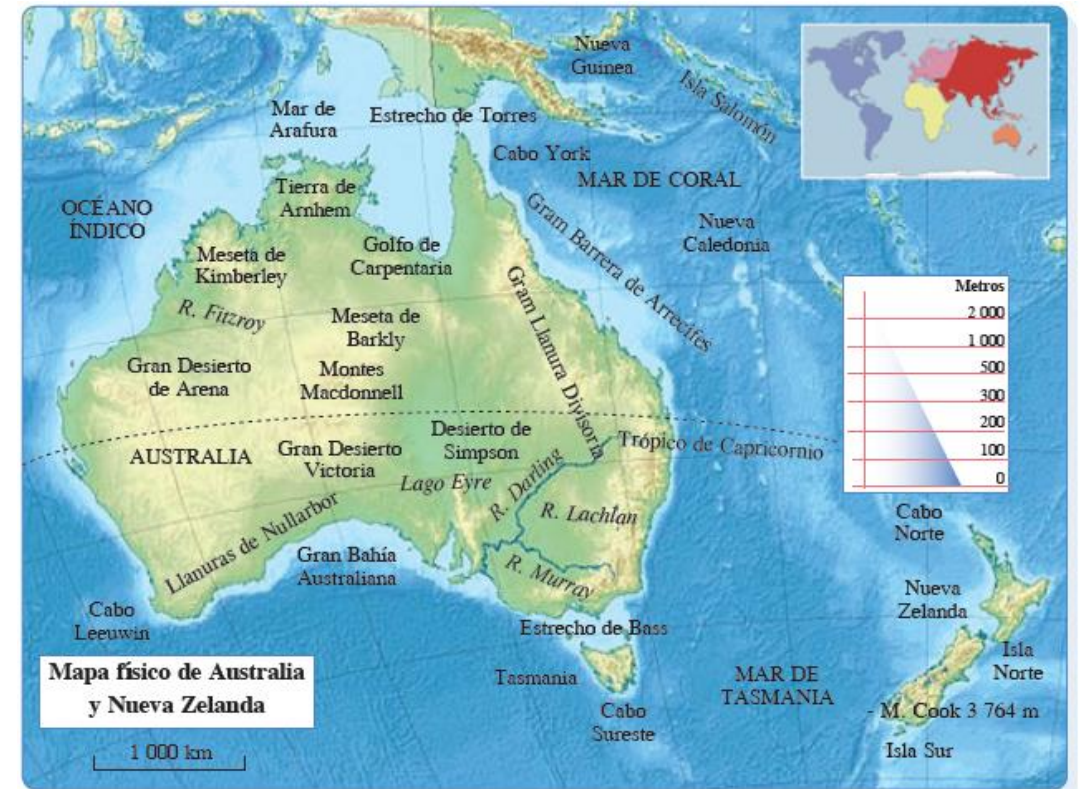 Nueva
Guinea
Isla Salomón
Mar de
Arafura
Estrecho de Torres
Cabo York
MAR DE CORAL
Tierra de
Arnhem
OCÉANO
ÍNDICO
Gram Barrera de Arrecifes
Nueva
Caledonia
Meseta de
Kimberley
Golfo de
Carpentaria
Gram Llanura Divisoria
R. Fitzroy
Meseta de
Barkly
Metros
2 000
1 000
500
300
200
100
0
Gran Desierto
de Arena
Montes
Macdonnell
AUSTRALIA
Gran Desierto
Victoria
Desierto de
Simpson
Trópico de Capricornio
Lago Eyre
R. Darling
R. Lachlan
Llanuras de Nullarbor
Gran Bahía
Australiana
R. Murray
Cabo
Norte
Nueva
Zelanda
Cabo
Leeuwin
Estrecho de Bass
Isla
Norte
Mapa físico de Australia
y Nueva Zelanda
Tasmania
MAR DE
TASMANIA
Cabo
Sureste
- M. Cook 3 764 m
Isla Sur
1 000 km